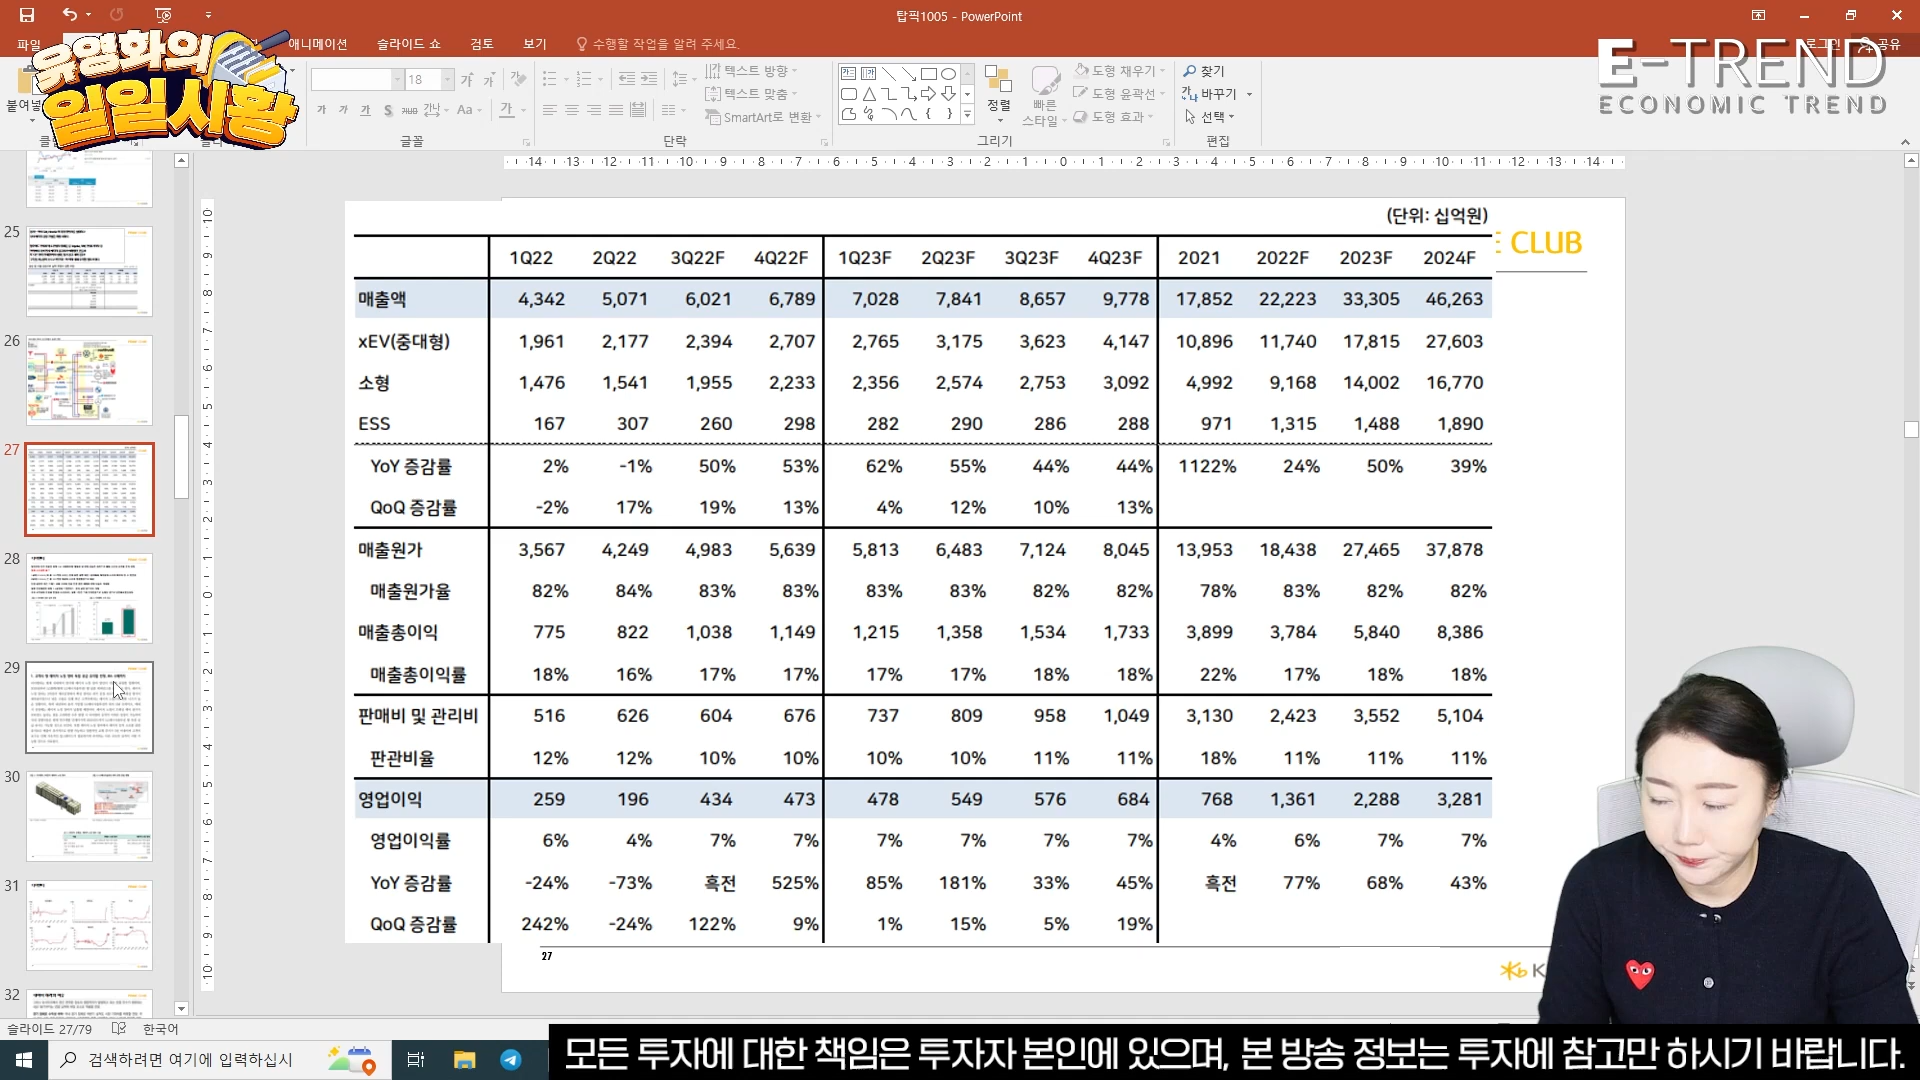 탑픽1005 - PowerPoint
파일
애니메이션
슬라이드 쇼
검토
보기
수행할 작업을 알려 주세요.
로그인
공유
유영화의
일일시황
E-TREND
ECONOMIC TREND
18
텍스트 방향
텍스트 맞춤
SmartArt로 변환
정렬
빠른
스타일
도형 채우기
도형 윤곽선
도형 효과
찾기
바꾸기
선택
글꼴
단락
그리기
편집
(단위: 십억원)
CLUB
1Q22 2Q22 3Q22F 4Q22F 1Q23F 2Q23F 3Q23F 4Q23F 2021 2022F 2023F 2024F
매출액 4,342 5,071 6,021 6,789 7,028 7,841 8,657 9,778 17,852 22,223 33,305 46,263
xEV(중대형) 1,961 2,177 2,394 2,707 2,765 3,175 3,623 4,147 10,896 11,740 17,815 27,603
소형 1,476 1,541 1,955 2,233 2,356 2,574 2,753 3,092 4,992 9,168 14,002 16,770
ESS 167 307 260 298 282 290 286 288 971 1,315 1,488 1,890
YoY 증감률 2% -1% 50% 53% 62% 55% 44% 44% 1122% 24% 50% 39%
QoQ 증감률 -2% 17% 19% 13% 4% 12% 10% 13%
매출원가 3,567 4,249 4,983 5,639 5,813 6,483 7,124 8,045 13,953 18,438 27,465 37,878
매출원가율 82% 84% 83% 83% 83% 83% 82% 82% 78% 83% 82% 82%
매출총이익 775 822 1,038 1,149 1,215 1,358 1,534 1,733 3,899 3,784 5,840 8,386
매출총이익률 18% 16% 17% 17% 17% 17% 18% 18% 22% 17% 18% 18%
판매비 및 관리비 516 626 604 676 737 809 958 1,049 3,130 2,423 3,552 5,104
판관비율 12% 12% 10% 10% 10% 10% 11% 11% 18% 11% 11% 11%
영업이익 259 196 434 473 478 549 576 684 768 1,361 2,288 3,281
영업이익률 6% 4% 7% 7% 7% 7% 7% 7% 4% 6% 7% 7%
YoY 증감률 -24% -73% 흑전 525% 85% 181% 33% 45% 흑전 77% 68% 43%
QoQ 증감률 242% -24% 122% 9% 1% 15% 5% 19%
27
25
26
27
28
29
30
31
32
슬라이드 27/79
한국어
검색하려면 여기에 입력하십시
모든 투자에 대한 책임은 투자자 본인에 있으며, 본 방송 정보는 투자에 참고만 하시기 바랍니다.